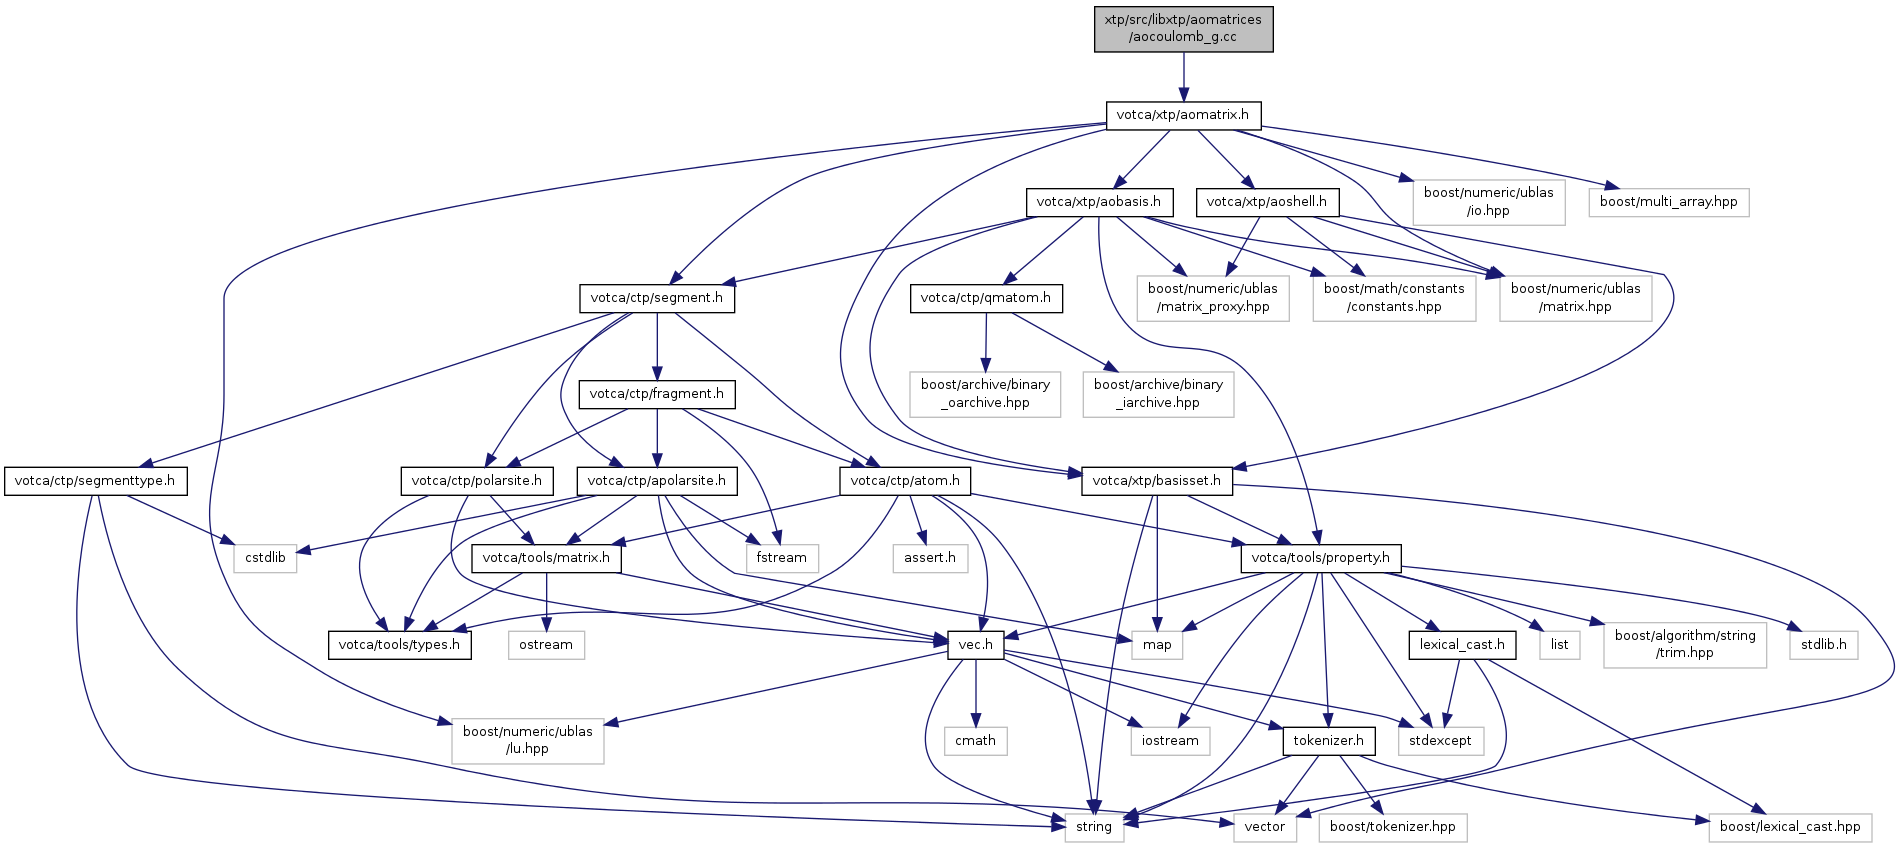 xtp/src/libxtp/aomatrices
/aocoulomb_g.cc
votca/xtp/aomatrix.h
votca/xtp/aobasis.h
votca/xtp/aoshell.h
boost/numeric/ublas
/io.hpp
boost/multi_array.hpp
votca/ctp/segment.h
votca/ctp/qmatom.h
boost/numeric/ublas
/matrix_proxy.hpp
boost/math/constants
/constants.hpp
boost/numeric/ublas
/matrix.hpp
votca/ctp/fragment.h
boost/archive/binary
_oarchive.hpp
boost/archive/binary
_iarchive.hpp
votca/ctp/segmenttype.h
votca/ctp/polarsite.h
votca/ctp/apolarsite.h
votca/ctp/atom.h
votca/xtp/basisset.h
cstdlib
votca/tools/matrix.h
fstream
assert.h
votca/tools/property.h
votca/tools/types.h
ostream
vec.h
map
lexical_cast.h
list
boost/algorithm/string
/trim.hpp
stdlib.h
boost/numeric/ublas
/lu.hpp
cmath
iostream
tokenizer.h
stdexcept
string
vector
boost/tokenizer.hpp
boost/lexical_cast.hpp